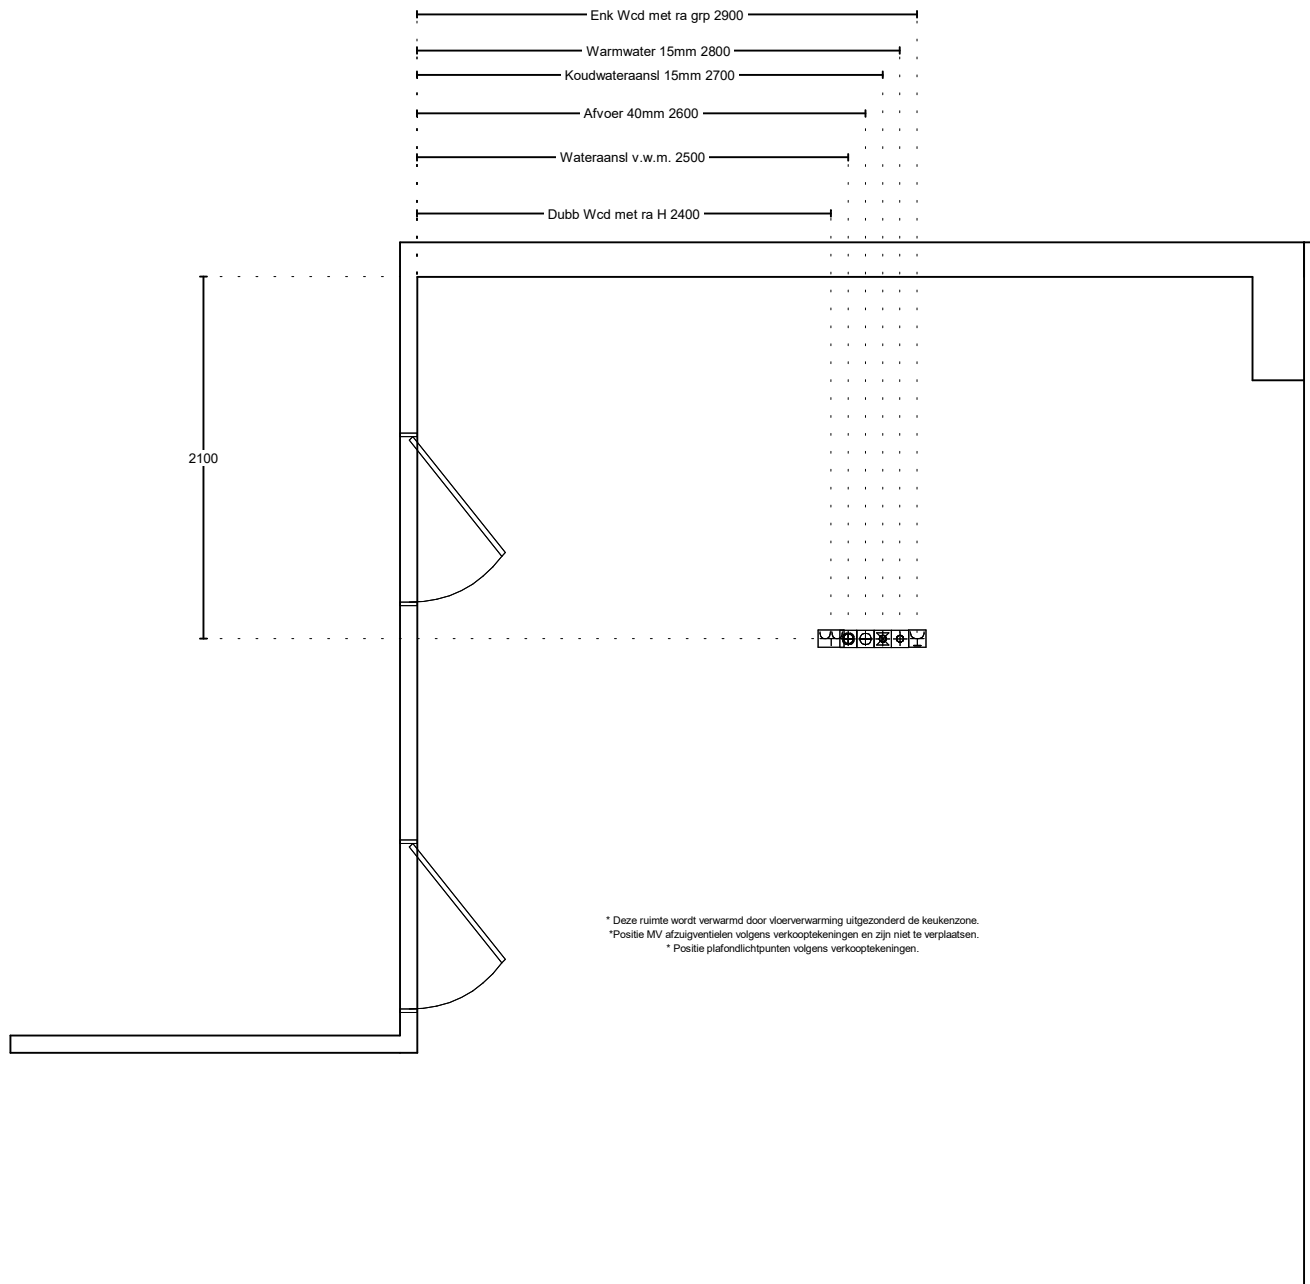 Enk Wcd met ra grp 2900
Warmwater 15mm 2800
Koudwateraansl 15mm 2700
Afvoer 40mm 2600
Wateraansl v.w.m. 2500
Dubb Wcd met ra H 2400
2100
* Deze ruimte wordt verwarmd door vloerverwarming uitgezonderd de keukenzone.
*Positie MV afzuigventielen volgens verkooptekeningen en zijn niet te verplaatsen.
* Positie plafondlichtpunten volgens verkooptekeningen.